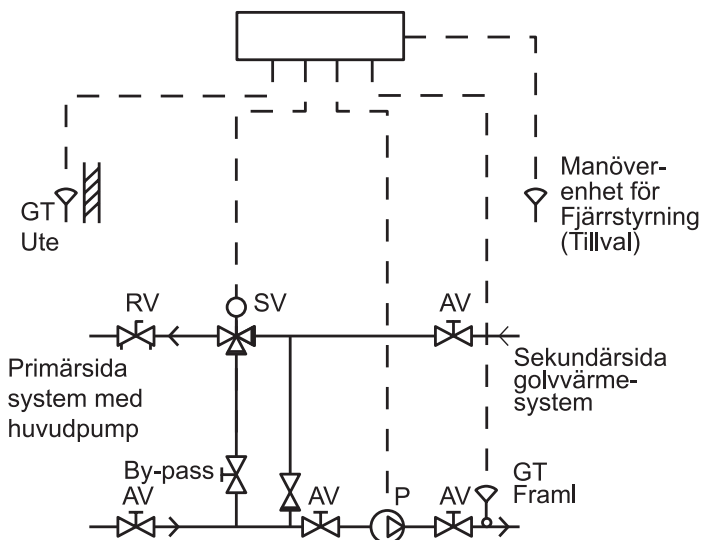 GT
Ute
Manöver-
enhet för
Fjärrstyrning
(Tillval)
RV
SV
AV
Primärsida
system med
huvudpump
Sekundärsida
golvvärme-
system
By-pass
AV
AV
P
AV
GT
Framl